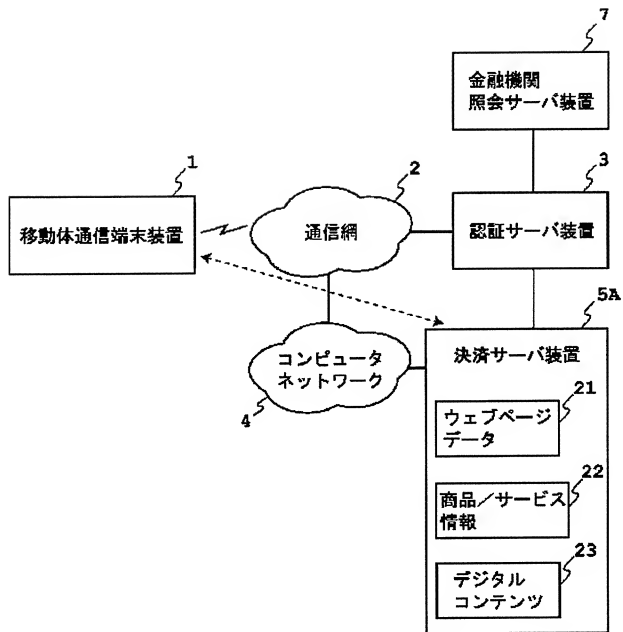 7
金融機関
照会サーバ装置
1
2
3
移動体通信端末装置
通信網
認証サーバ装置
5A
コンピュータ
ネットワーク
4
決済サーバ装置
21
ウェブページ
データ
22
商品／サービス
情報
23
デジタル
コンテンツ